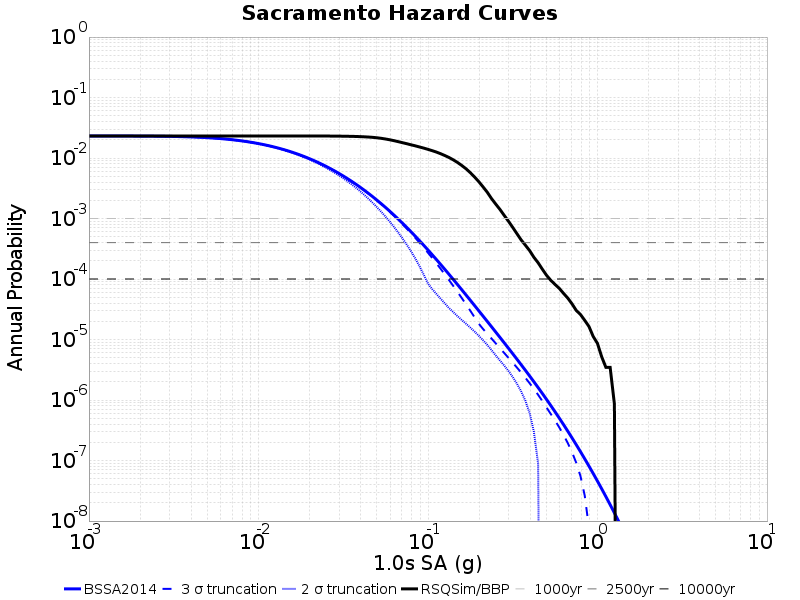 Sacramento Hazard Curves
Annual Probability
10^0
10^-1
10^-2
10^-3
10^-4
10^-5
10^-6
10^-7
10^-8
10^-3 10^-2 10^-1 10^0 10^1
1.0s SA (g)
BSSA2014 3 σ truncation 2 σ truncation RSQSim/BBP 1000yr 2500yr 10000yr